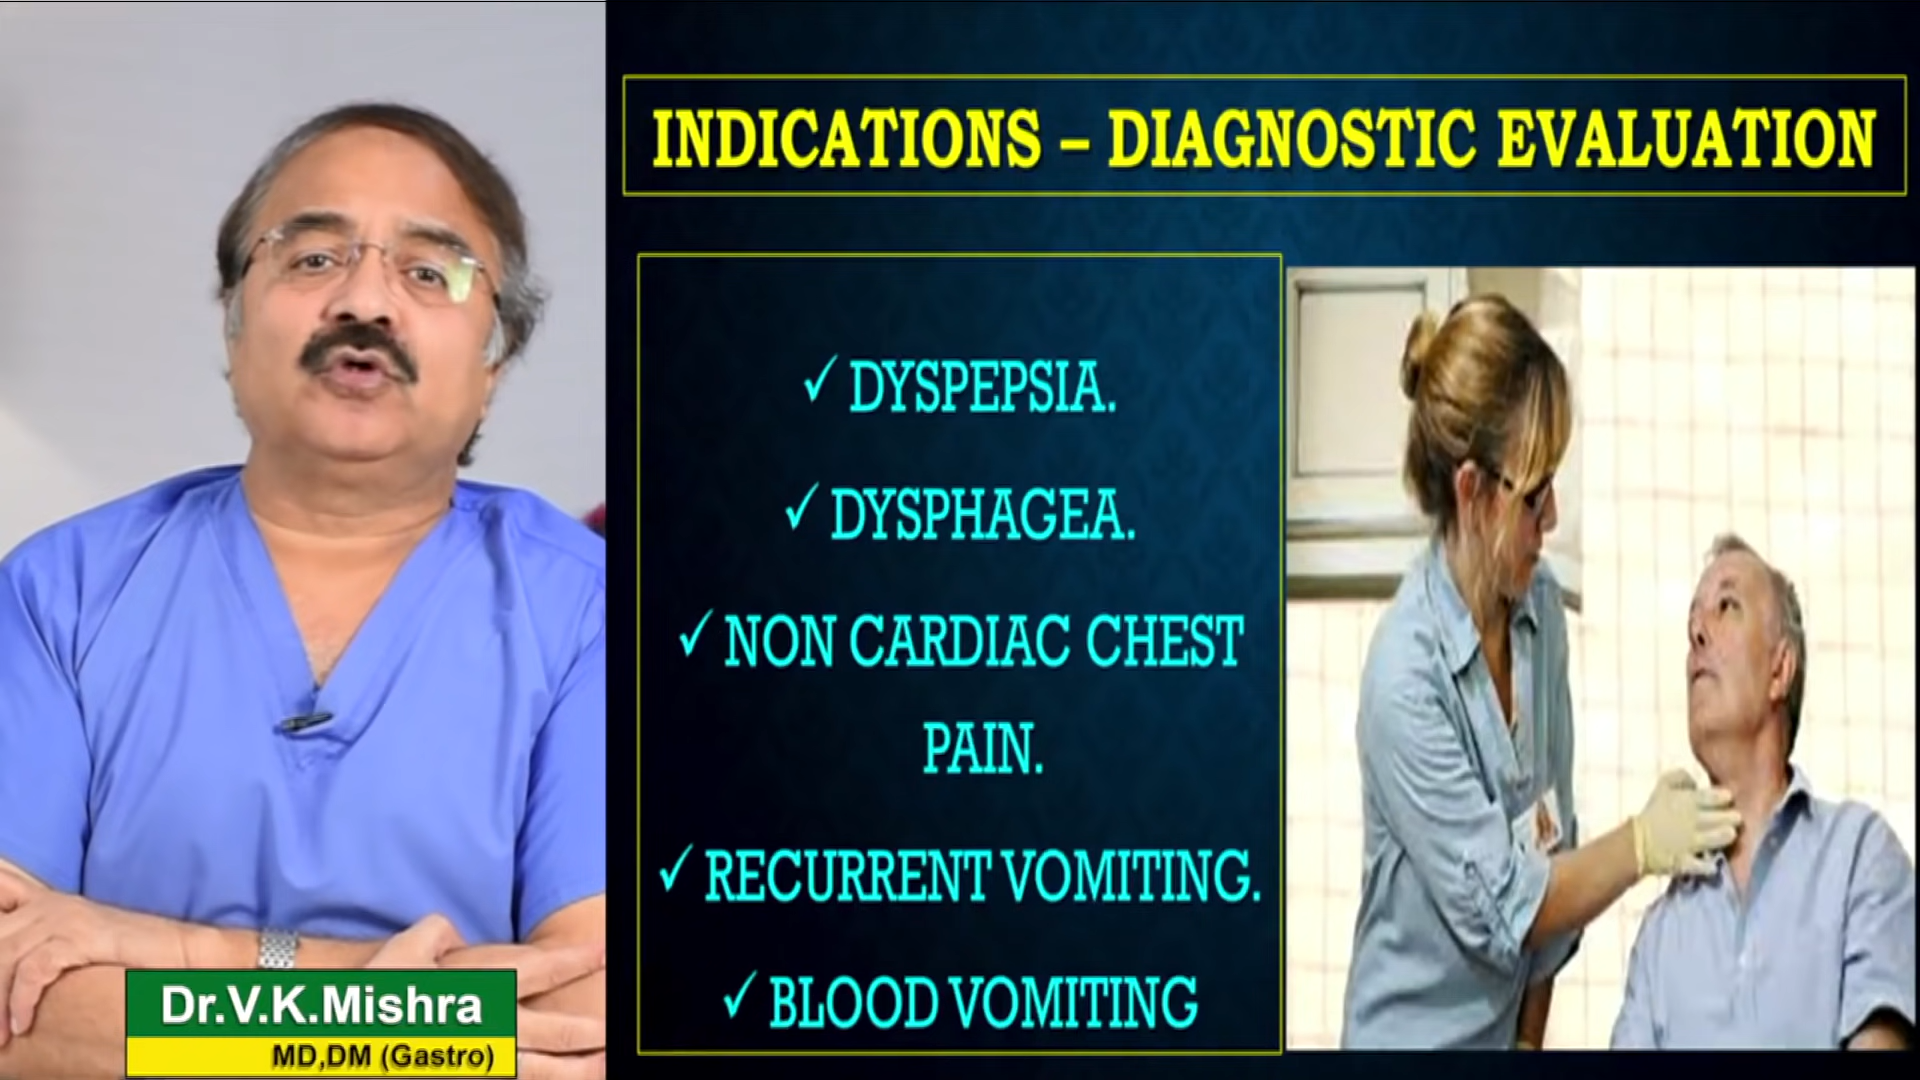 INDICATIONS – DIAGNOSTIC EVALUATION
✓ DYSPEPSIA.
✓ DYSPHAGEA.
✓ NON CARDIAC CHEST
PAIN.
✓ RECURRENT VOMITING.
✓ BLOOD VOMITING
Dr.V.K.Mishra
MD,DM (Gastro)